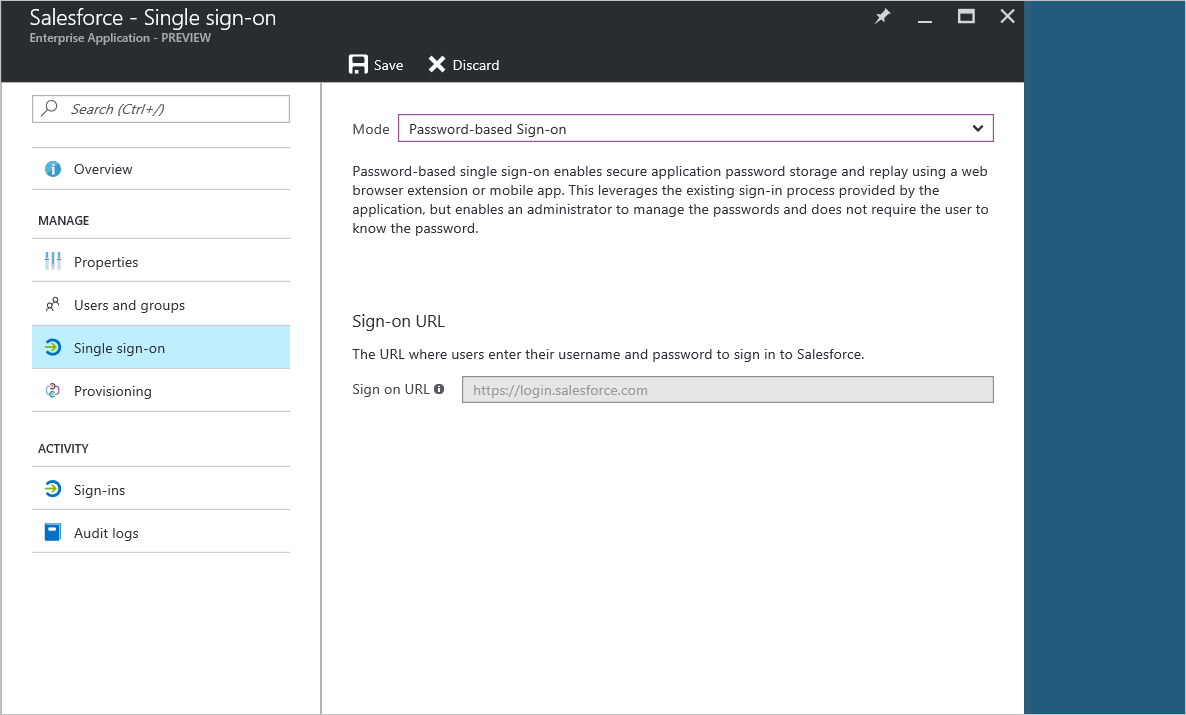 Salesforce - Single sign-on
Enterprise Application - PREVIEW
Save
Discard
Search (Ctrl+/)
Overview
MANAGE
Properties
Users and groups
Single sign-on
Provisioning
ACTIVITY
Sign-ins
Audit logs
Mode
Password-based Sign-on
Password-based single sign-on enables secure application password storage and replay using a web
browser extension or mobile app. This leverages the existing sign-in process provided by the
application, but enables an administrator to manage the passwords and does not require the user to
know the password.
Sign-on URL
The URL where users enter their username and password to sign in to Salesforce.
Sign on URL
https://login.salesforce.com